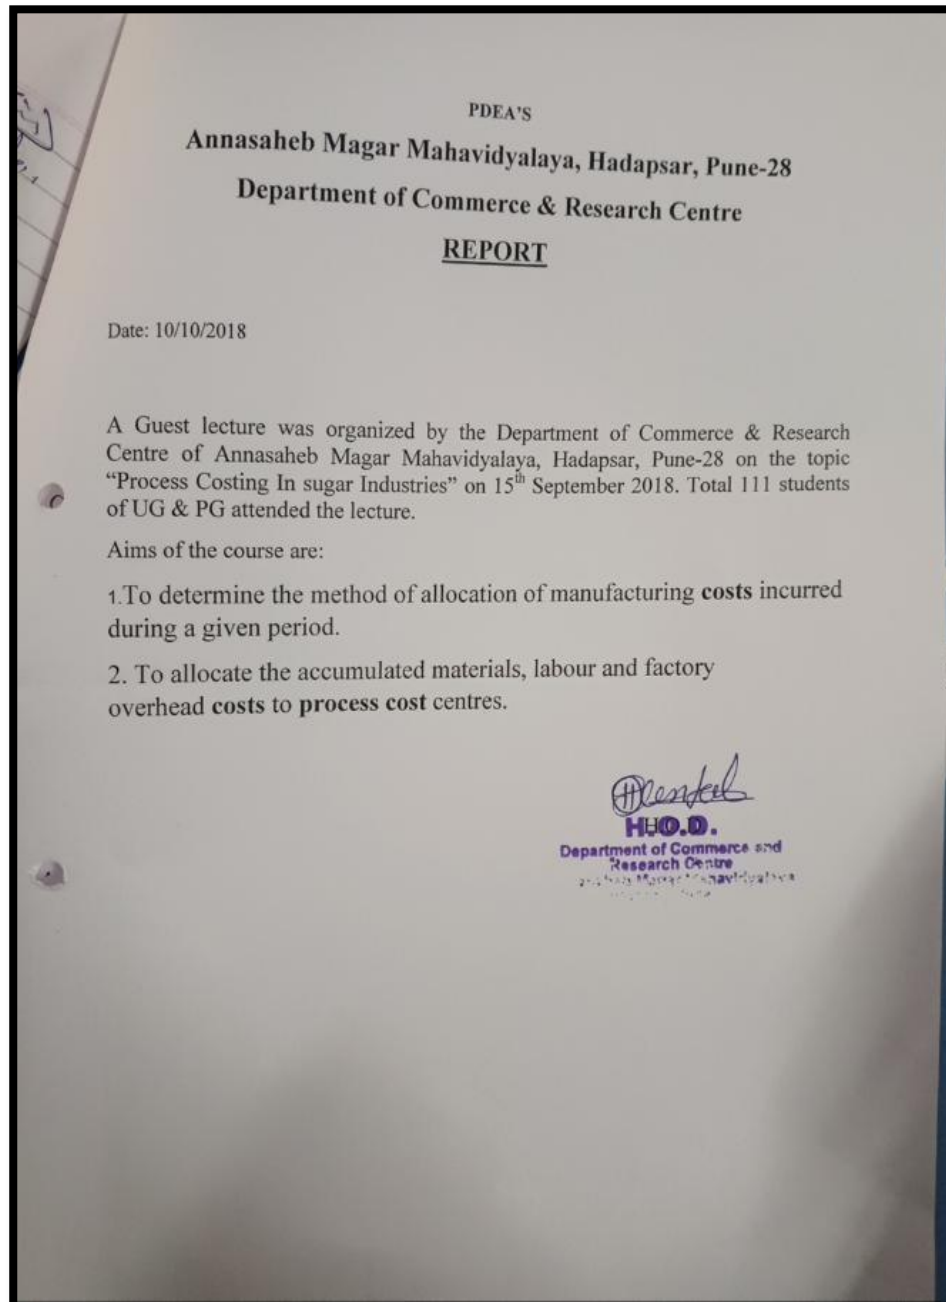 PDEA'S
Annasaheb Magar Mahavidyalaya, Hadapsar, Pune-28
Department of Commerce & Research Centre
REPORT
Date: 10/10/2018
A Guest lecture was organized by the Department of Commerce & Research
Centre of Annasaheb Magar Mahavidyalaya, Hadapsar, Pune-28 on the topic
“Process Costing In sugar Industries” on 15th September 2018. Total 111 students
of UG & PG attended the lecture.
Aims of the course are:
1.To determine the method of allocation of manufacturing costs incurred
during a given period.
2. To allocate the accumulated materials, labour and factory
overhead costs to process cost centres.
H.O.D.
Department of Commerce and
Research Centre